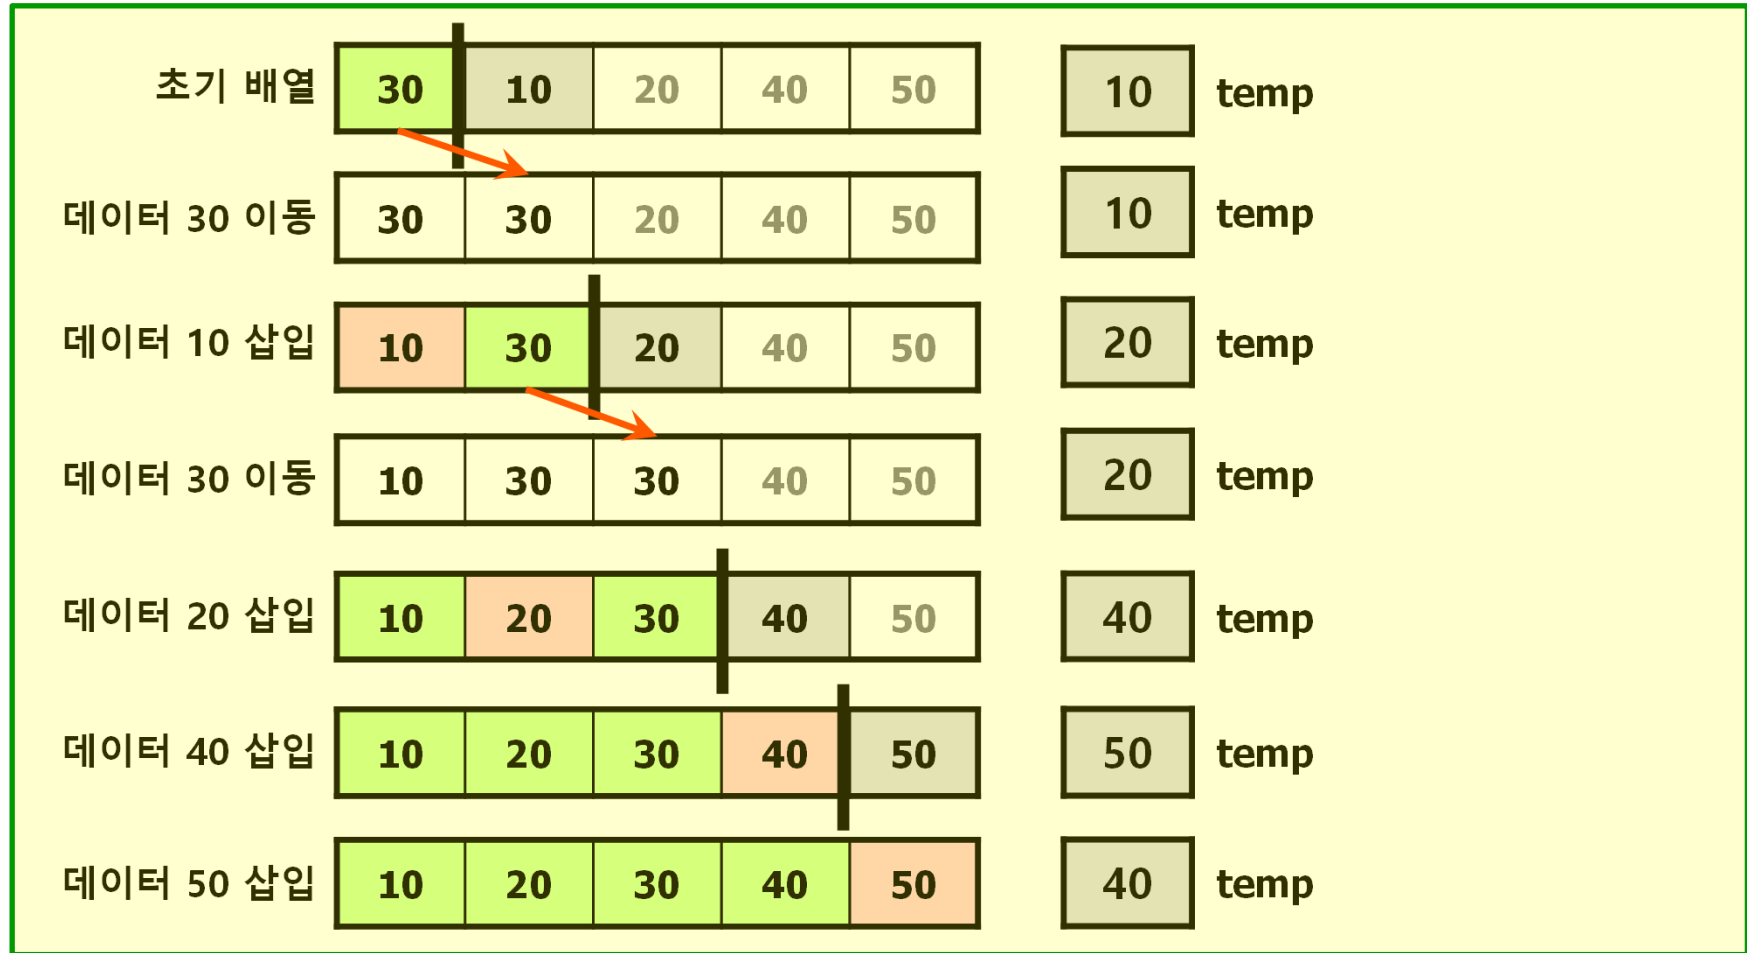 초기 배열 30 10 20 40 50 10 temp
데이터 30 이동 30 30 20 40 50 10 temp
데이터 10 삽입 10 30 20 40 50 20 temp
데이터 30 이동 10 30 30 40 50 20 temp
데이터 20 삽입 10 20 30 40 50 40 temp
데이터 40 삽입 10 20 30 40 50 50 temp
데이터 50 삽입 10 20 30 40 50 40 temp